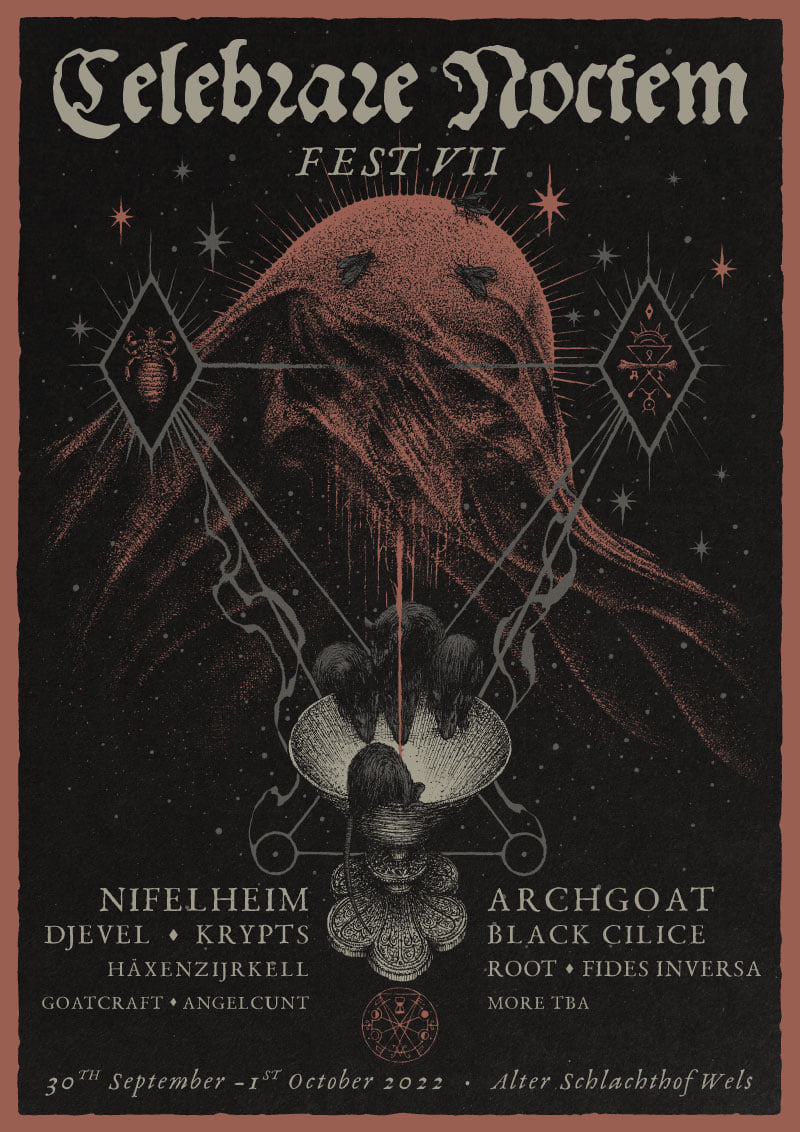 Celebrare Noctem
FEST VII
NIFELHEIM
DJEVEL ♦ KRYPTS
HÄXENZIJRKELL
GOATCRAFT ♦ ANGELCUNT
ARCHGOAT
BLACK CILICE
ROOT ♦ FIDES INVERSA
MORE TBA
30TH September – 1ST October 2022 · Alter Schlachthof Wels